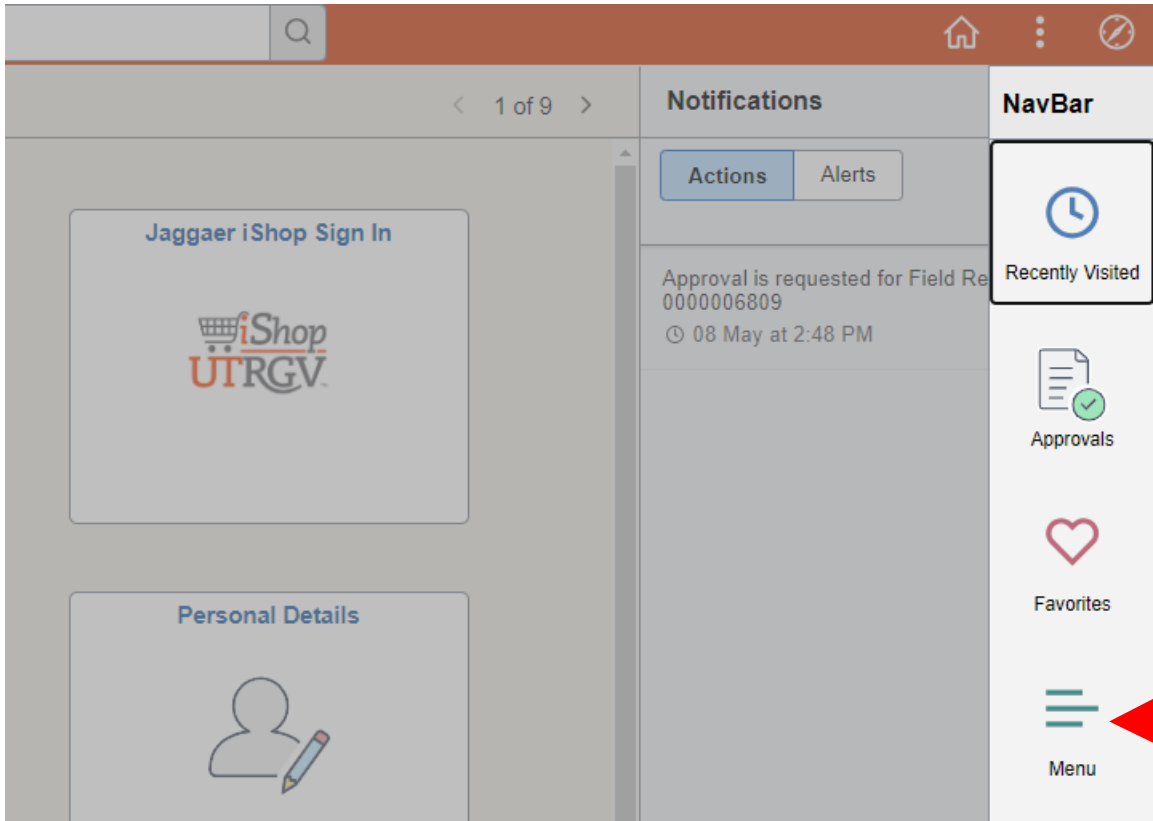 1 of 9
Jaggaer iShop Sign In
iShop
UTRGV
Personal Details
Notifications
Actions Alerts
Approval is requested for Field Re
0000006809
08 May at 2:48 PM
NavBar
Recently Visited
Approvals
Favorites
Menu